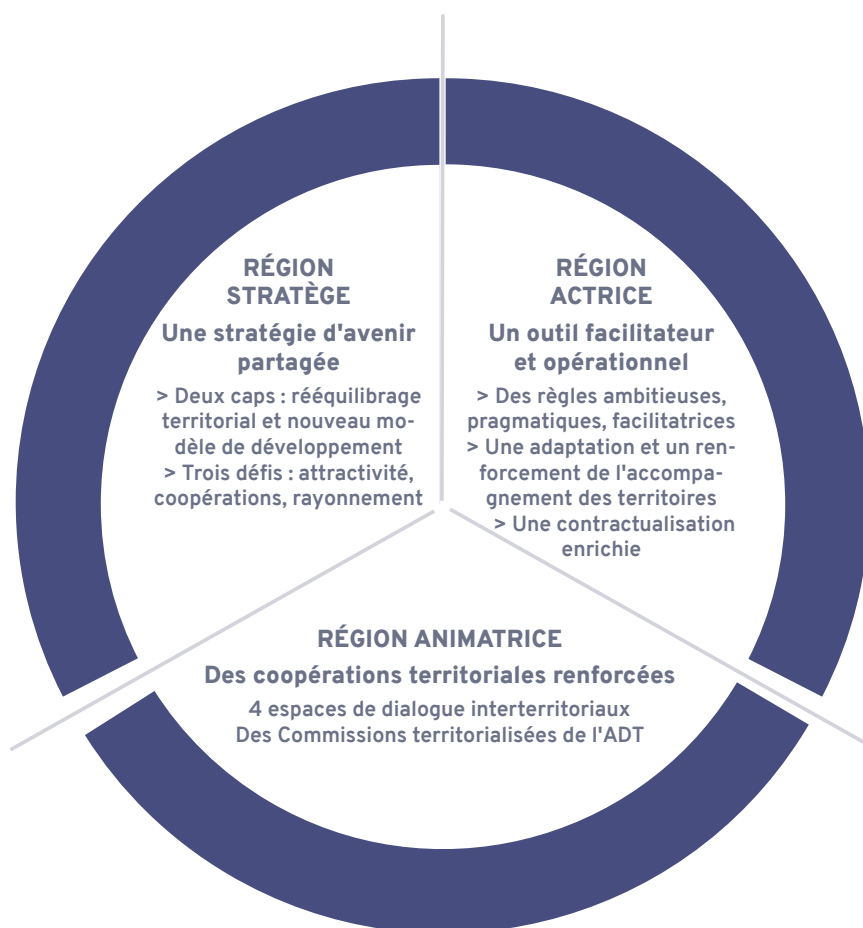 RÉGION
STRATÈGE
Une stratégie d'avenir
partagée
> Deux caps : rééquilibrage
territorial et nouveau mo-
dèle de développement
> Trois défis : attractivité,
coopérations, rayonnement
RÉGION
ACTRICE
Un outil facilitateur
et opérationnel
> Des règles ambitieuses,
pragmatiques, facilitatrices
> Une adaptation et un ren-
forcement de l'accompa-
gnement des territoires
> Une contractualisation
enrichie
RÉGION ANIMATRICE
Des coopérations territoriales renforcées
4 espaces de dialogue interterritoriaux
Des Commissions territorialisées de l'ADT